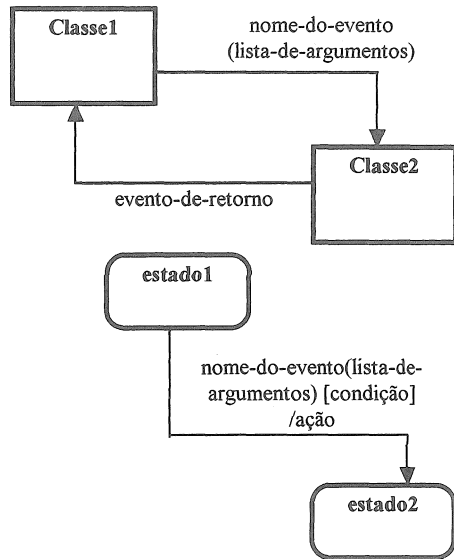 Classe1
nome-do-evento
(lista-de-argumentos)
Classe2
evento-de-retorno
estado1
nome-do-evento(lista-de-
argumentos) [condição]
/ação
estado2